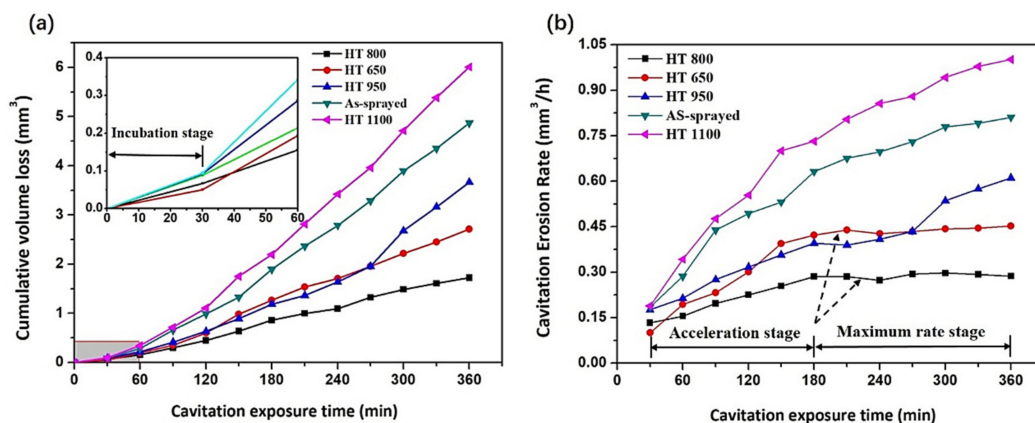 (a)
Cumulative volume loss (mm³)
6
5
4
3
2
1
0
0.4
0.3
0.2
0.1
0.0
Incubation stage
0 10 20 30 40 50 60
HT 800
HT 650
HT 950
As-sprayed
HT 1100
0 60 120 180 240 300 360
Cavitation exposure time (min)
(b)
Cavitation Erosion Rate (mm³/h)
1.05
0.90
0.75
0.60
0.45
0.30
0.15
0.00
HT 800
HT 650
HT 950
AS-sprayed
HT 1100
Acceleration stage
Maximum rate stage
0 60 120 180 240 300 360
Cavitation exposure time (min)